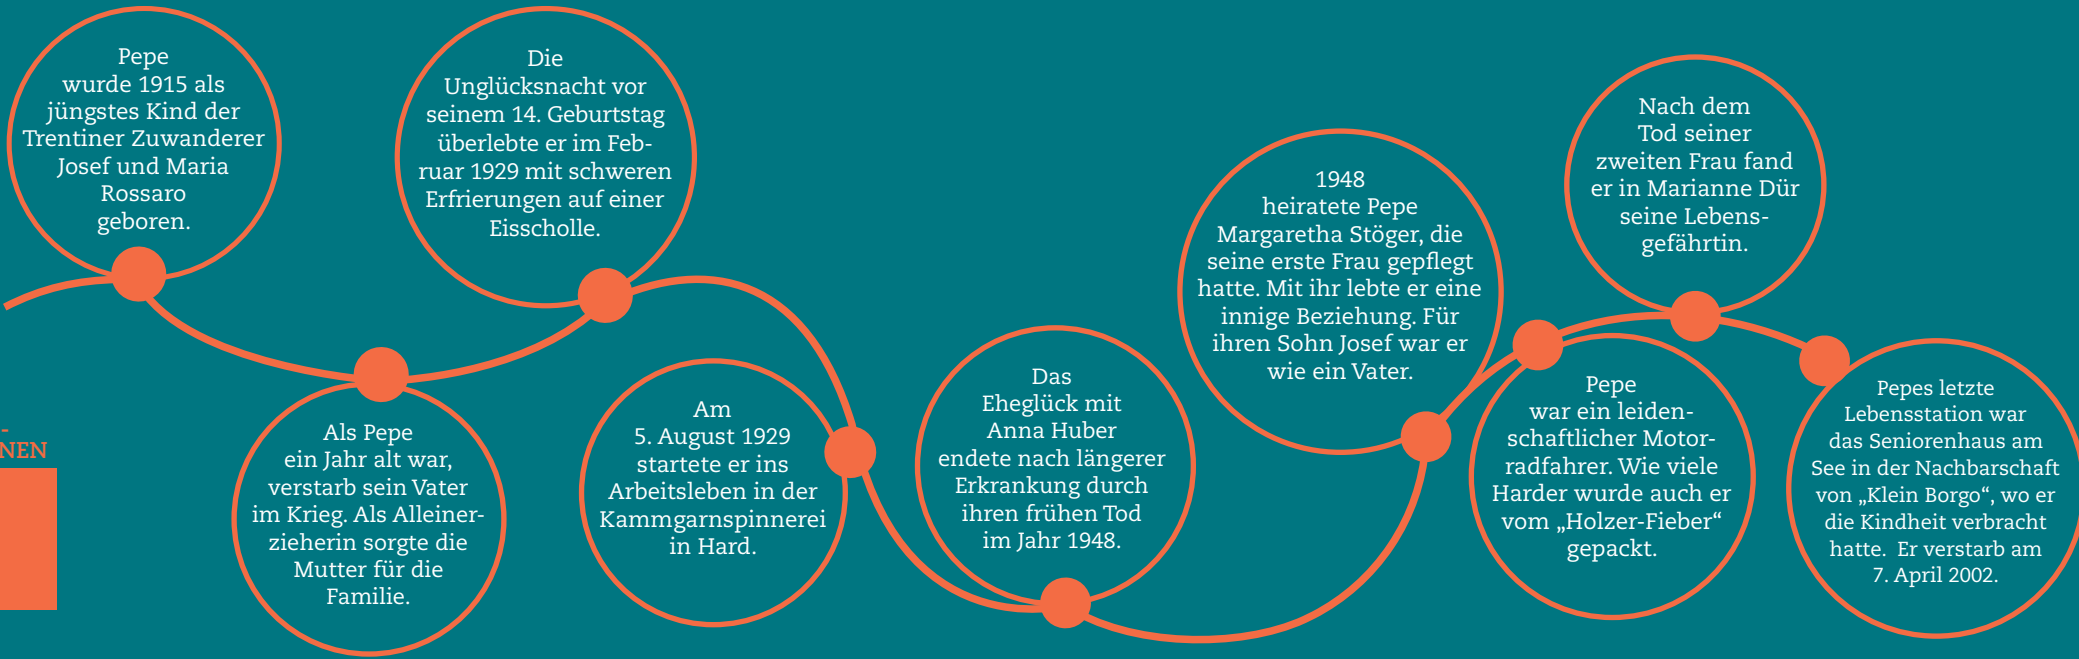 Pepe
wurde 1915 als
jüngstes Kind der
Trentiner Zuwanderer
Josef und Maria
Rossaro
geboren.
Als Pepe
ein Jahr alt war,
verstarb sein Vater
im Krieg. Als Alleiner-
zieherin sorgte die
Mutter für die
Familie.
Die
Unglücksnacht vor
seinem 14. Geburtstag
überlebte er im Feb-
ruar 1929 mit schweren
Erfrierungen auf einer
Eisscholle.
Am
5. August 1929
startete er ins
Arbeitsleben in der
Kammgarnspinnerei
in Hard.
Das
Eheglück mit
Anna Huber
endete nach längerer
Erkrankung durch
ihren frühen Tod
im Jahr 1948.
1948
heiratete Pepe
Margaretha Stöger, die
seine erste Frau gepflegt
hatte. Mit ihr lebte er eine
innige Beziehung. Für
ihren Sohn Josef war er
wie ein Vater.
Pepe
war ein leiden-
schaftlicher Motor-
radfahrer. Wie viele
Harder wurde auch er
vom „Holzer-Fieber“
gepackt.
Nach dem
Tod seiner
zweiten Frau fand
er in Marianne Dür
seine Lebens-
gefährtin.
Pepes letzte
Lebensstation war
das Seniorenhaus am
See in der Nachbarschaft
von „Klein Borgo“, wo er
die Kindheit verbracht
hatte.  Er verstarb am
7. April 2002.
-
NEN